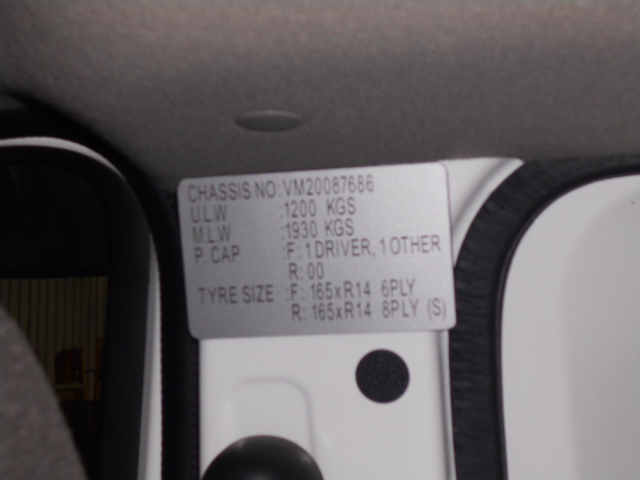 CHASSIS NO:VM20087686
U.L.W :1200 KGS
M.L.W :1930 KGS
P. CAP :F: 1 DRIVER, 1 OTHER
R: 00
TYRE SIZE :F: 165xR14 6PLY
R: 165xR14 8PLY (S)